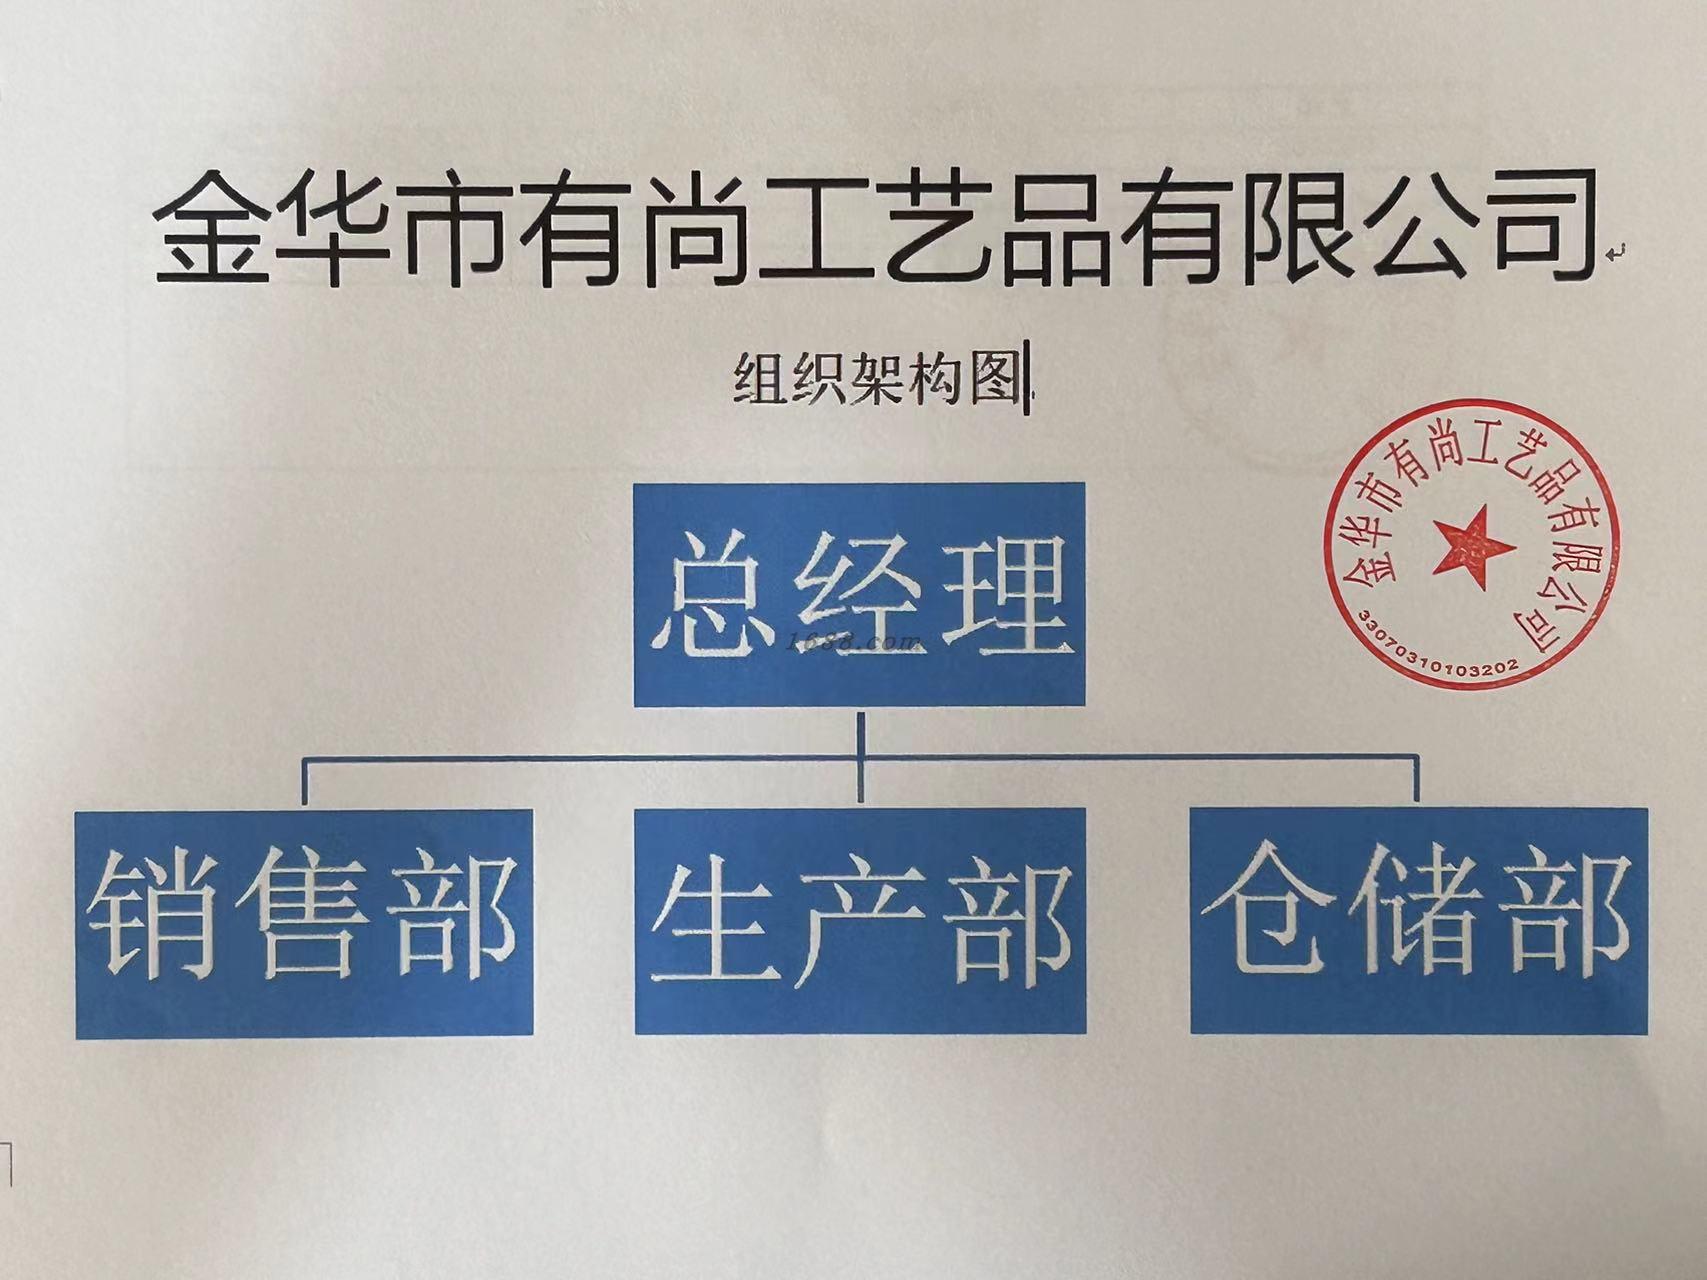 金华市有尚工艺品有限公司
组织架构图
金华市有尚工艺品有限公司
33070310103202
总经理
1688.com
销售部 生产部 仓储部